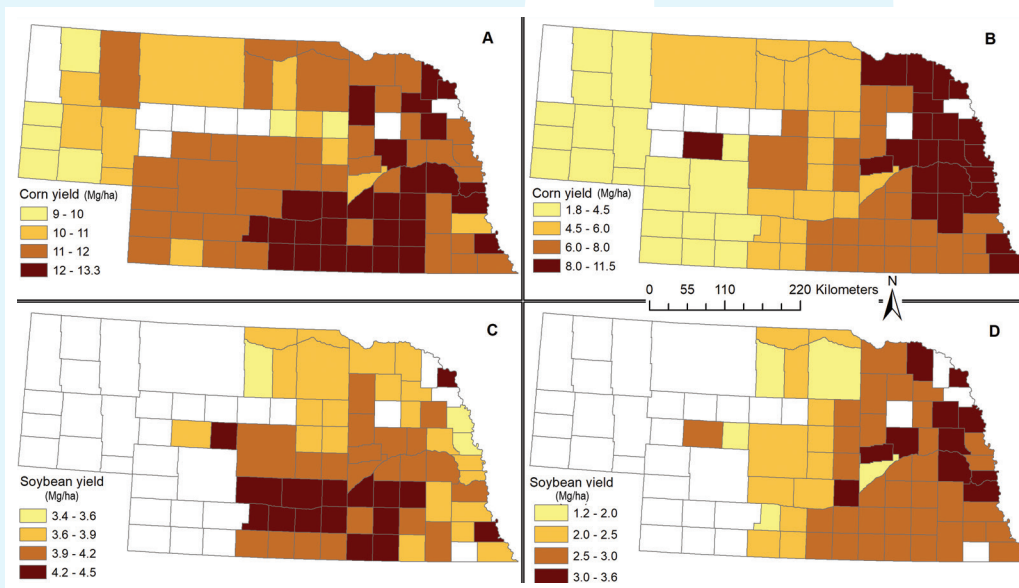 A
Corn yield (Mg/ha)
9 - 10
10 - 11
11 - 12
12 - 13.3
B
Corn yield (Mg/ha)
1.8 - 4.5
4.5 - 6.0
6.0 - 8.0
8.0 - 11.5
0 55 110 220 Kilometers
N
C
Soybean yield
(Mg/ha)
3.4 - 3.6
3.6 - 3.9
3.9 - 4.2
4.2 - 4.5
D
Soybean yield
(Mg/ha)
1.2 - 2.0
2.0 - 2.5
2.5 - 3.0
3.0 - 3.6